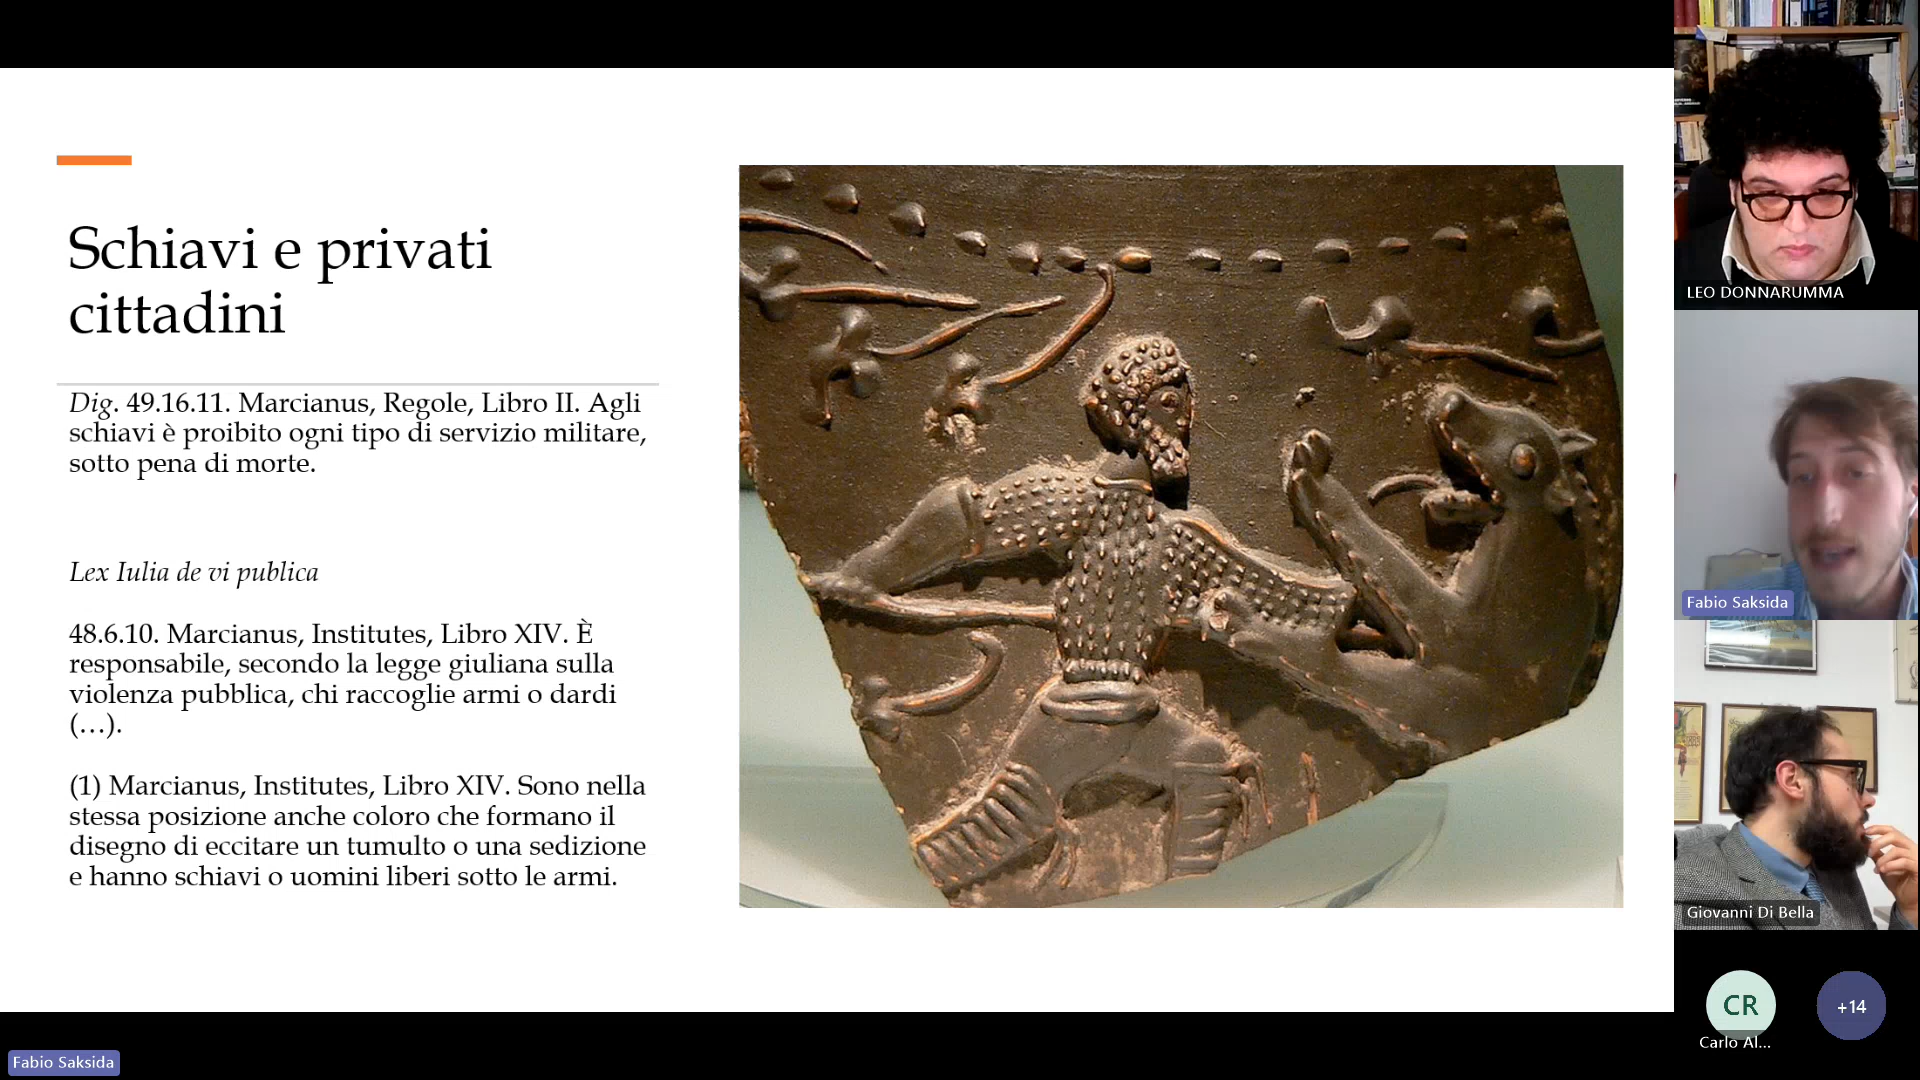 Schiavi e privati
cittadini
Dig. 49.16.11. Marcianus, Regole, Libro II. Agli
schiavi è proibito ogni tipo di servizio militare,
sotto pena di morte.
Lex Iulia de vi publica
48.6.10. Marcianus, Institutes, Libro XIV. È
responsabile, secondo la legge giuliana sulla
violenza pubblica, chi raccoglie armi o dardi
(…).
(1) Marcianus, Institutes, Libro XIV. Sono nella
stessa posizione anche coloro che formano il
disegno di eccitare un tumulto o una sedizione
e hanno schiavi o uomini liberi sotto le armi.
LEO DONNARUMMA
Fabio Saksida
Giovanni Di Bella
CR
+14
Carlo Al...
Fabio Saksida